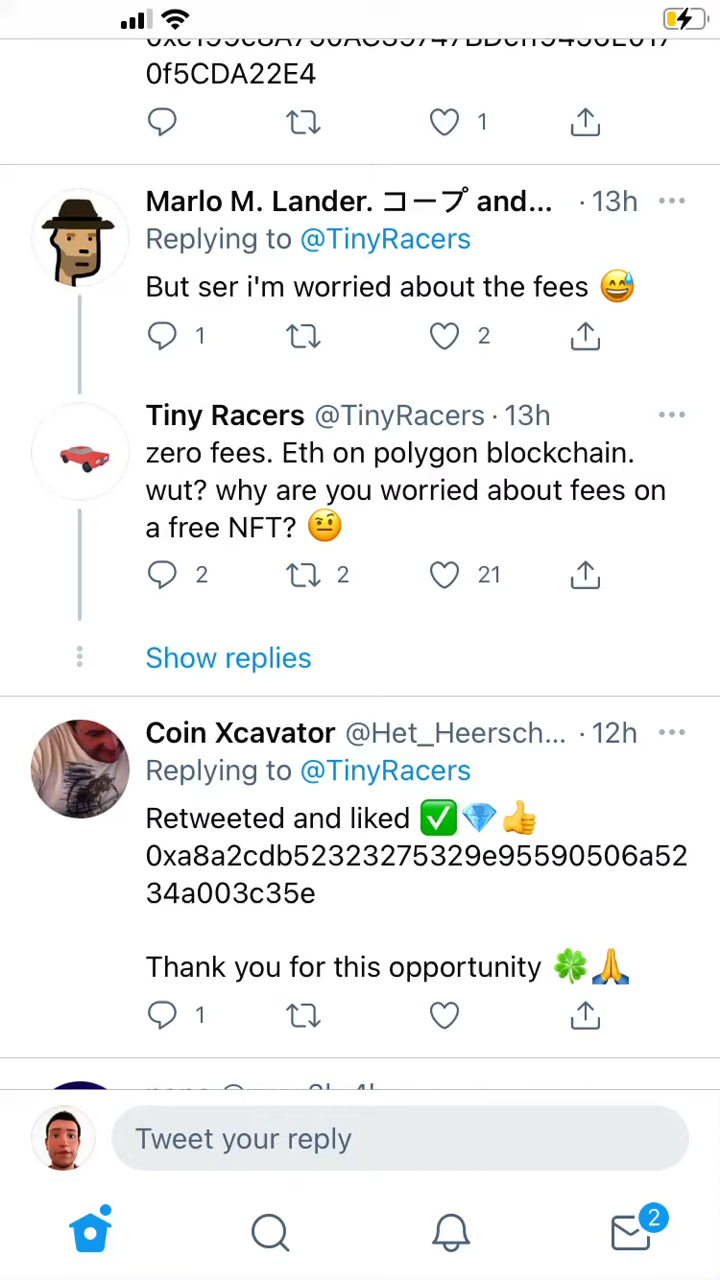 0f5CDA22E4
1
Marlo M. Lander. コープ and... · 13h
Replying to @TinyRacers
But ser i'm worried about the fees 😅
1 2
Tiny Racers @TinyRacers · 13h
zero fees. Eth on polygon blockchain.
wut? why are you worried about fees on
a free NFT? 🤨
2 2 21
Show replies
Coin Xcavator @Het_Heersch... · 12h
Replying to @TinyRacers
Retweeted and liked ✅💎👍
0xa8a2cdb52323275329e95590506a52
34a003c35e
Thank you for this opportunity 🍀🙏
1
Tweet your reply
2